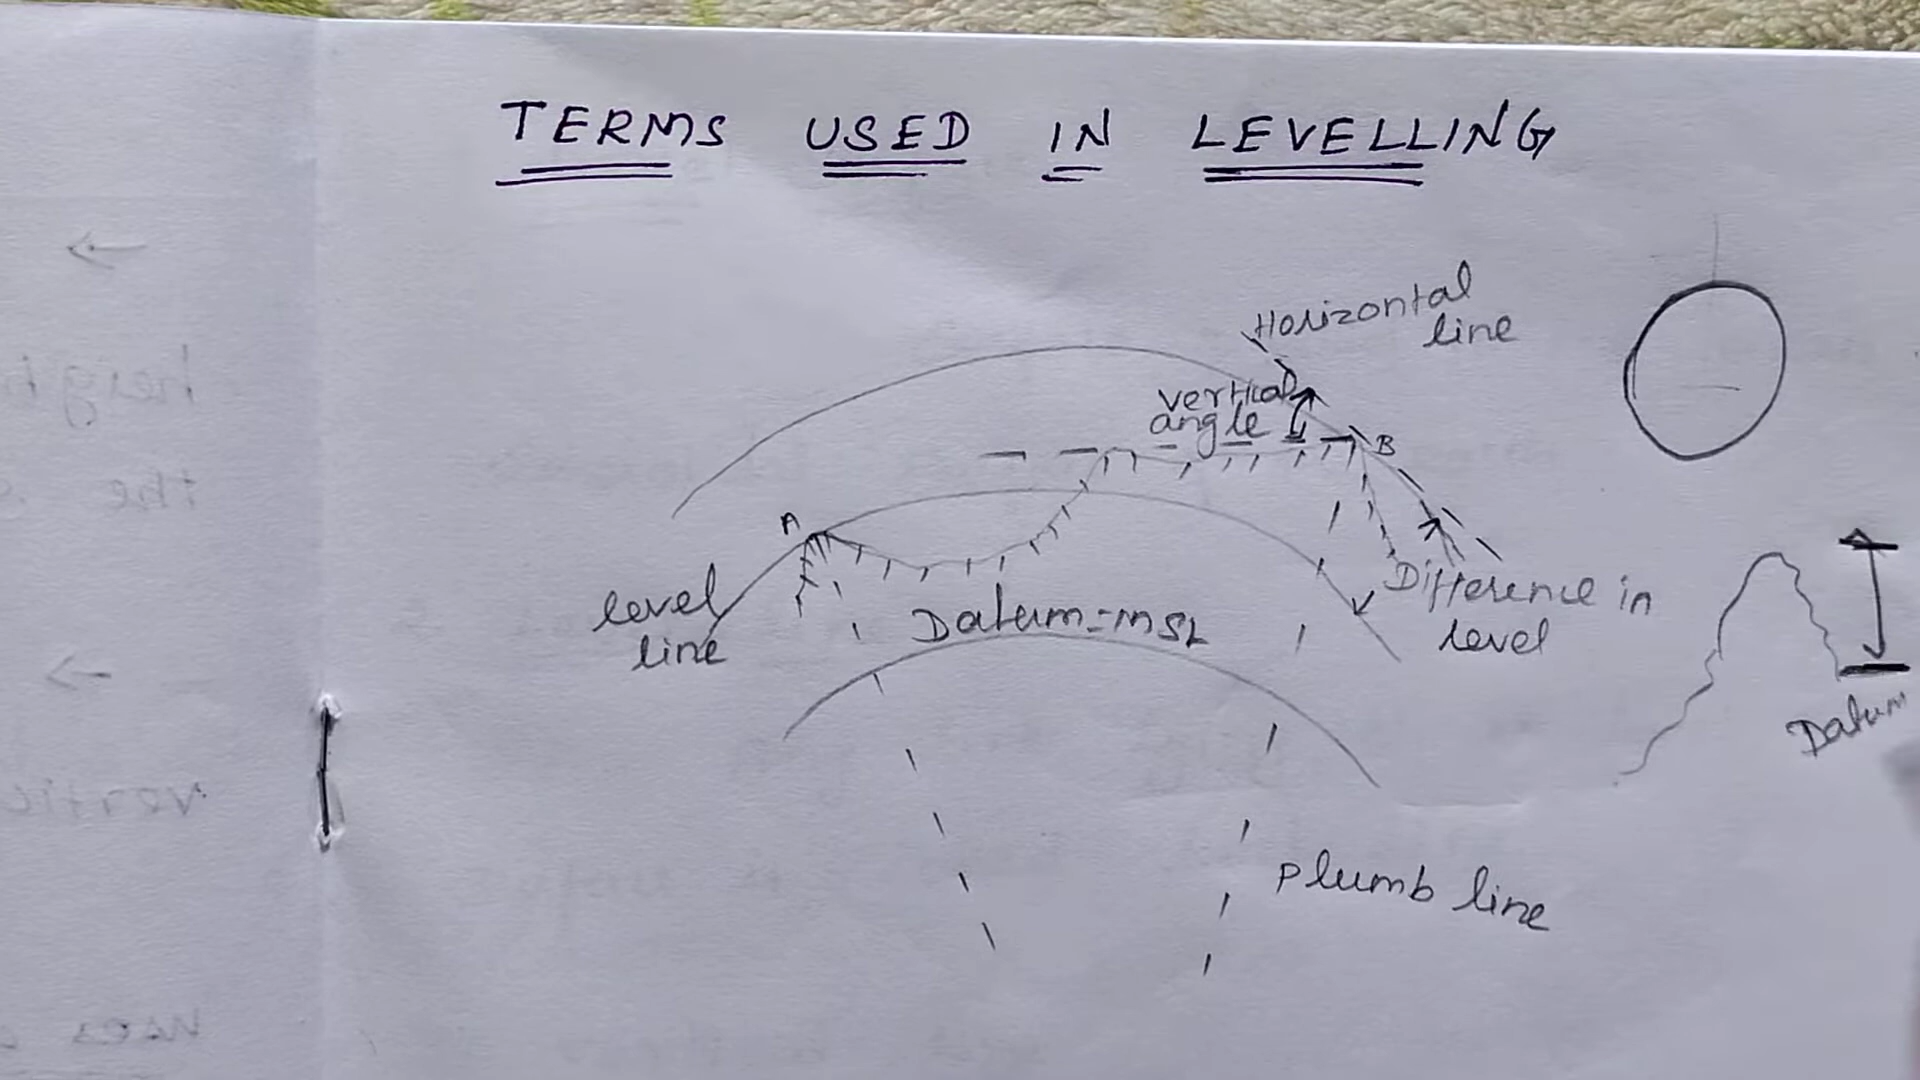 TERMS USED IN LEVELLING
Horizontal
line
vertical
angle
B
A
level
line
Datum=MSL
Difference in
level
Datum
Plumb line